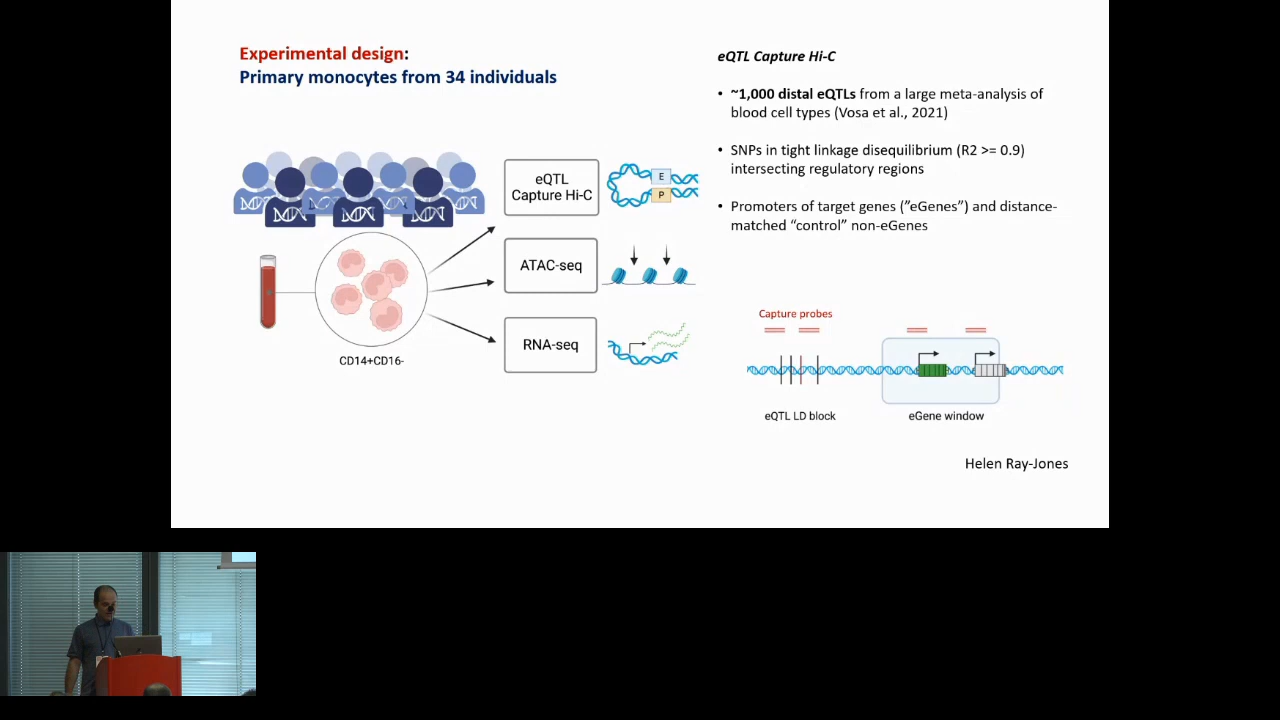 Experimental design:
Primary monocytes from 34 individuals
eQTL
Capture Hi-C
E
P
ATAC-seq
RNA-seq
CD14+CD16-
eQTL Capture Hi-C
• ~1,000 distal eQTLs from a large meta-analysis of
blood cell types (Vosa et al., 2021)
• SNPs in tight linkage disequilibrium (R2 >= 0.9)
intersecting regulatory regions
• Promoters of target genes (”eGenes”) and distance-
matched “control” non-eGenes
Capture probes
eQTL LD block
eGene window
Helen Ray-Jones